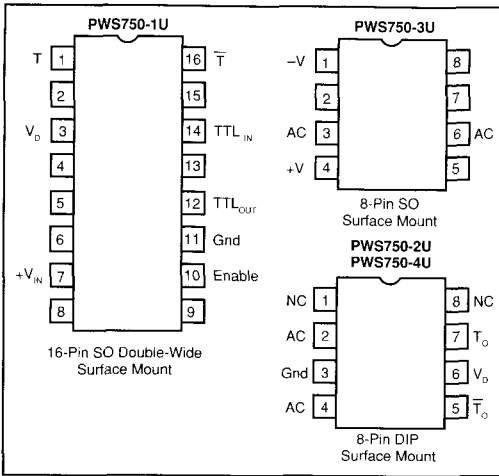 PWS750-1U
T 1 16 T̅
2 15
V_D 3 14 TTL_IN
4 13
5 12 TTL_OUT
6 11 Gnd
+V_IN 7 10 Enable
8 9
16-Pin SO Double-Wide
Surface Mount
PWS750-3U
–V 1 8
2 7
AC 3 6 AC
+V 4 5
8-Pin SO
Surface Mount
PWS750-2U
PWS750-4U
NC 1 8 NC
AC 2 7 T_O
Gnd 3 6 V_D
AC 4 5 T̅_O
8-Pin DIP
Surface Mount